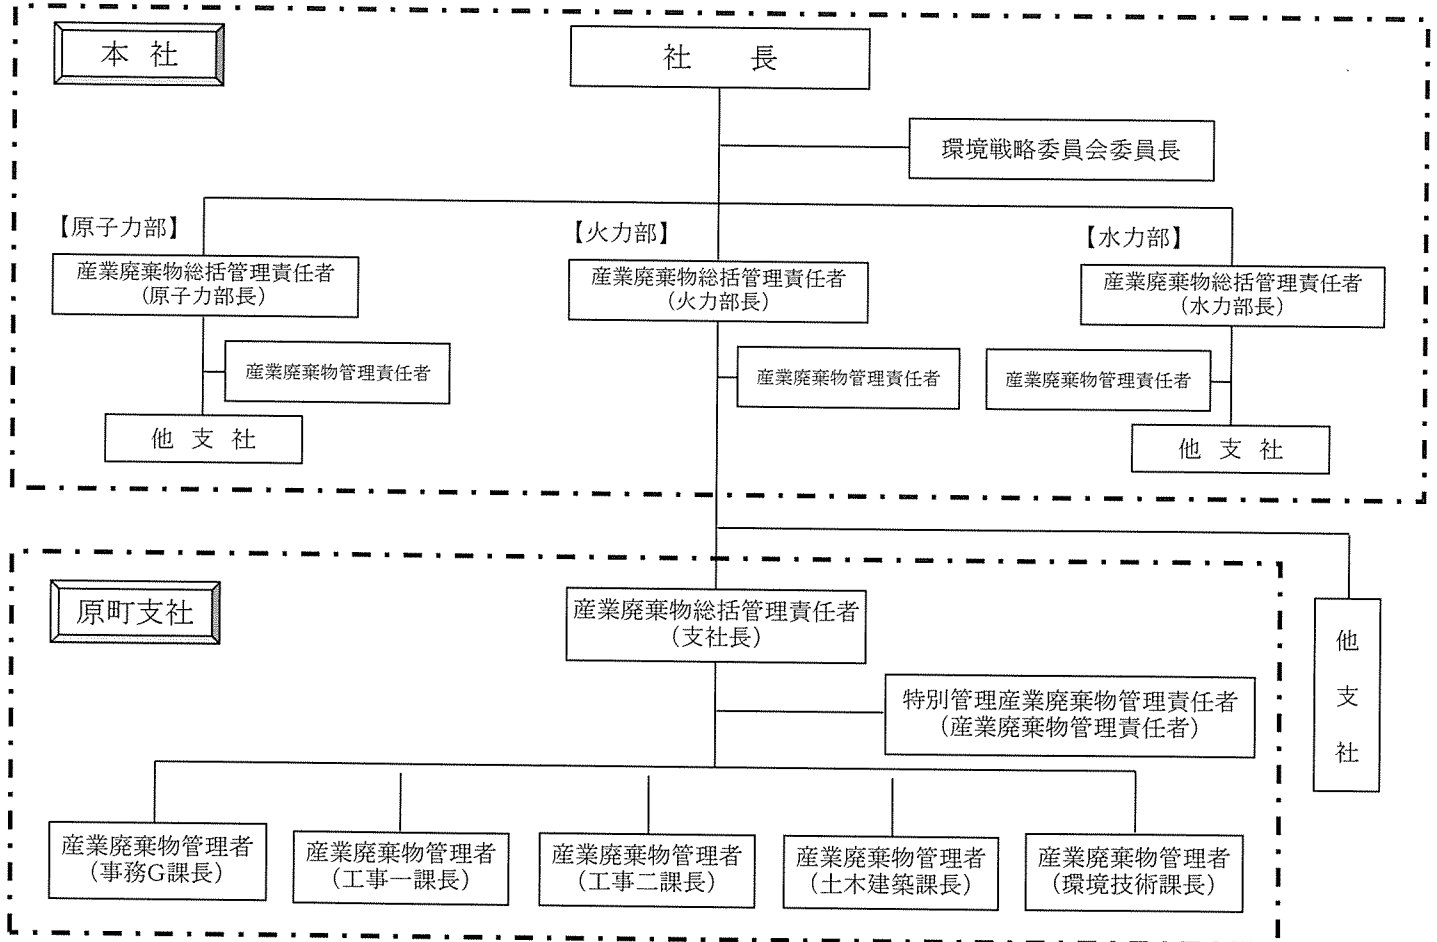 本 社
社 長
環境戦略委員会委員長
【原子力部】
産業廃棄物総括管理責任者
(原子力部長)
【火力部】
産業廃棄物総括管理責任者
(火力部長)
【水力部】
産業廃棄物総括管理責任者
(水力部長)
産業廃棄物管理責任者
産業廃棄物管理責任者
産業廃棄物管理責任者
他 支 社
他 支 社
原町支社
産業廃棄物総括管理責任者
(支社長)
他
支
社
特別管理産業廃棄物管理責任者
(産業廃棄物管理責任者)
産業廃棄物管理者
(事務G課長)
産業廃棄物管理者
(工事一課長)
産業廃棄物管理者
(工事二課長)
産業廃棄物管理者
(土木建築課長)
産業廃棄物管理者
(環境技術課長)